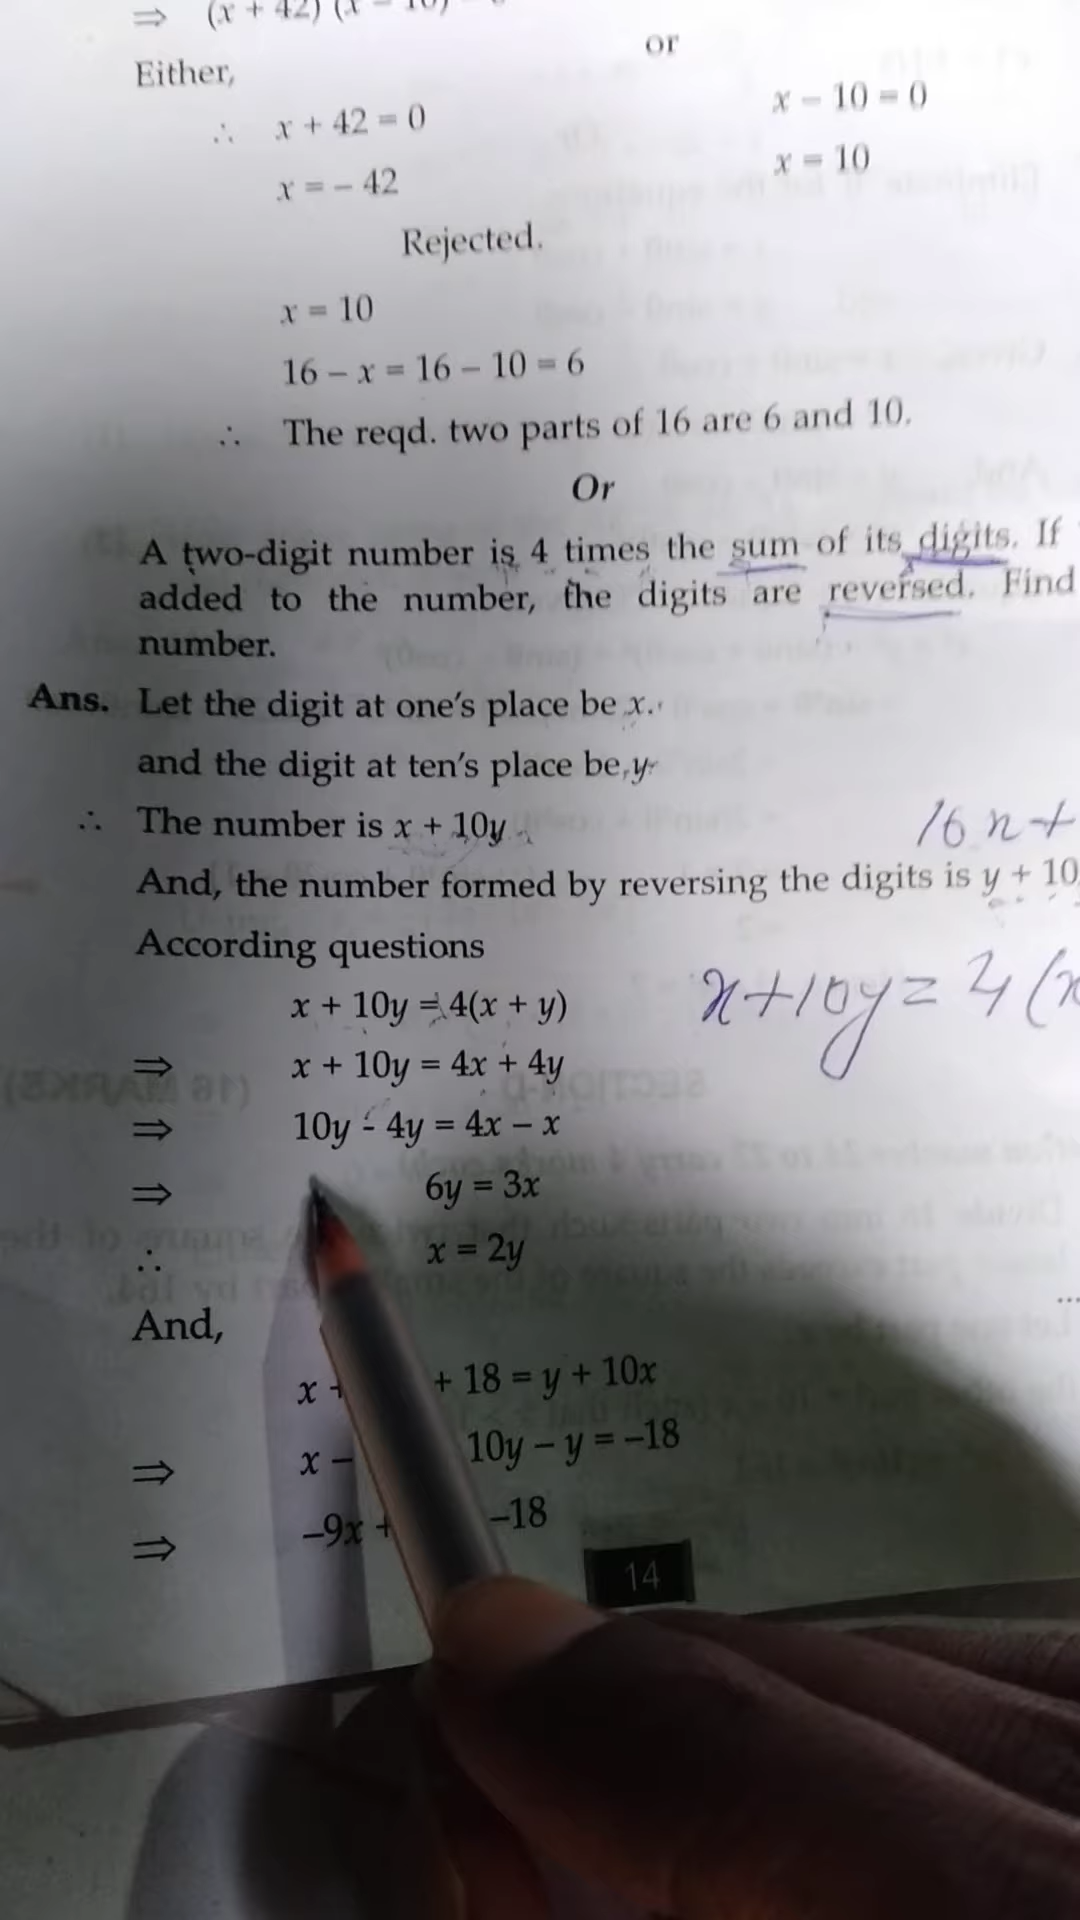 ⇒ (x + 42) (x – 10)
Either,
or
∴ x + 42 = 0
x – 10 = 0
x = – 42
x = 10
Rejected.
x = 10
16 – x = 16 – 10 = 6
∴ The reqd. two parts of 16 are 6 and 10.
Or
A two-digit number is 4 times the sum of its digits. If
added to the number, the digits are reversed. Find
number.
Ans. Let the digit at one's place be x.
and the digit at ten's place be y
∴ The number is x + 10y
16 x +
And, the number formed by reversing the digits is y + 10
According questions
x + 10y = 4(x + y)
x+10y = 4 (x
⇒ x + 10y = 4x + 4y
⇒ 10y - 4y = 4x – x
⇒ 6y = 3x
∴ x = 2y
...
And,
x + + 18 = y + 10x
⇒ x – 10y – y = –18
⇒ –9x + –18
14